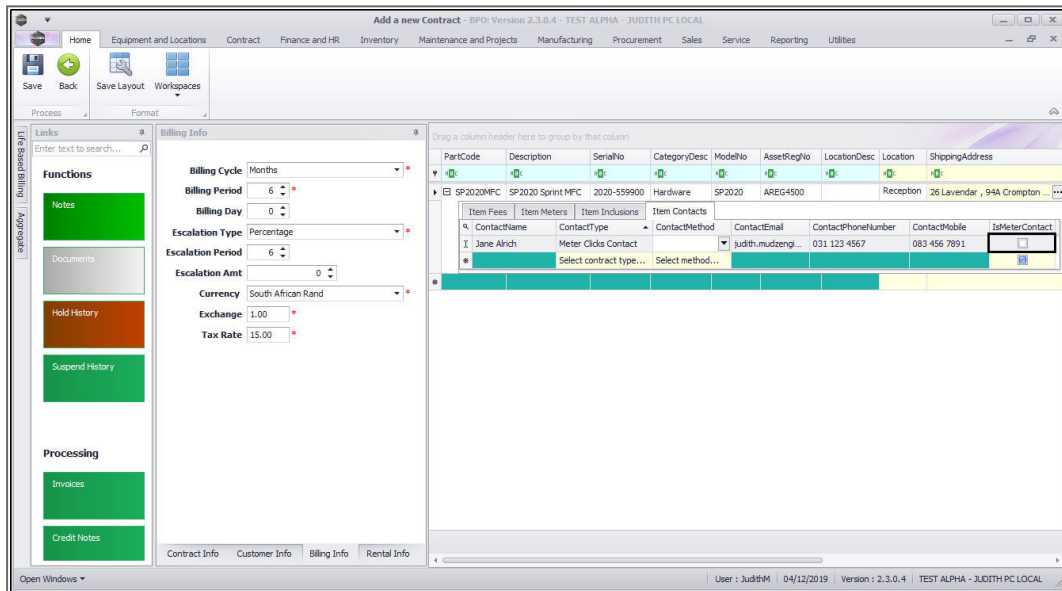 Add a new Contract - BPO: Version 2.3.0.4 - TEST ALPHA - JUDITH PC LOCAL
Home Equipment and Locations Contract Finance and HR Inventory Maintenance and Projects Manufacturing Procurement Sales Service Reporting Utilities
Save Back Save Layout Workspaces
Process Format
Life Based Billing
Aggregate
Links
Enter text to search...
Functions
Notes
Documents
Hold History
Suspend History
Processing
Invoices
Credit Notes
Billing Info
Billing Cycle Months *
Billing Period 6 *
Billing Day 0
Escalation Type Percentage *
Escalation Period 6
Escalation Amt 0
Currency South African Rand *
Exchange 1.00 *
Tax Rate 15.00 *
Contract Info Customer Info Billing Info Rental Info
Drag a column header here to group by that column
PartCode Description SerialNo CategoryDesc ModelNo AssetRegNo LocationDesc Location ShippingAddress
SP2020MFC SP2020 Sprint MFC 2020-559900 Hardware SP2020 AREG4500 Reception 26 Lavendar , 94A Crompton ...
Item Fees Item Meters Item Inclusions Item Contacts
ContactName ContactType ContactMethod ContactEmail ContactPhoneNumber ContactMobile IsMeterContact
Jane Alrich Meter Clicks Contact judith.mudzengi... 031 123 4567 083 456 7891
Select contract type... Select method...
Open Windows User : JudithM 04/12/2019 Version : 2.3.0.4 TEST ALPHA - JUDITH PC LOCAL